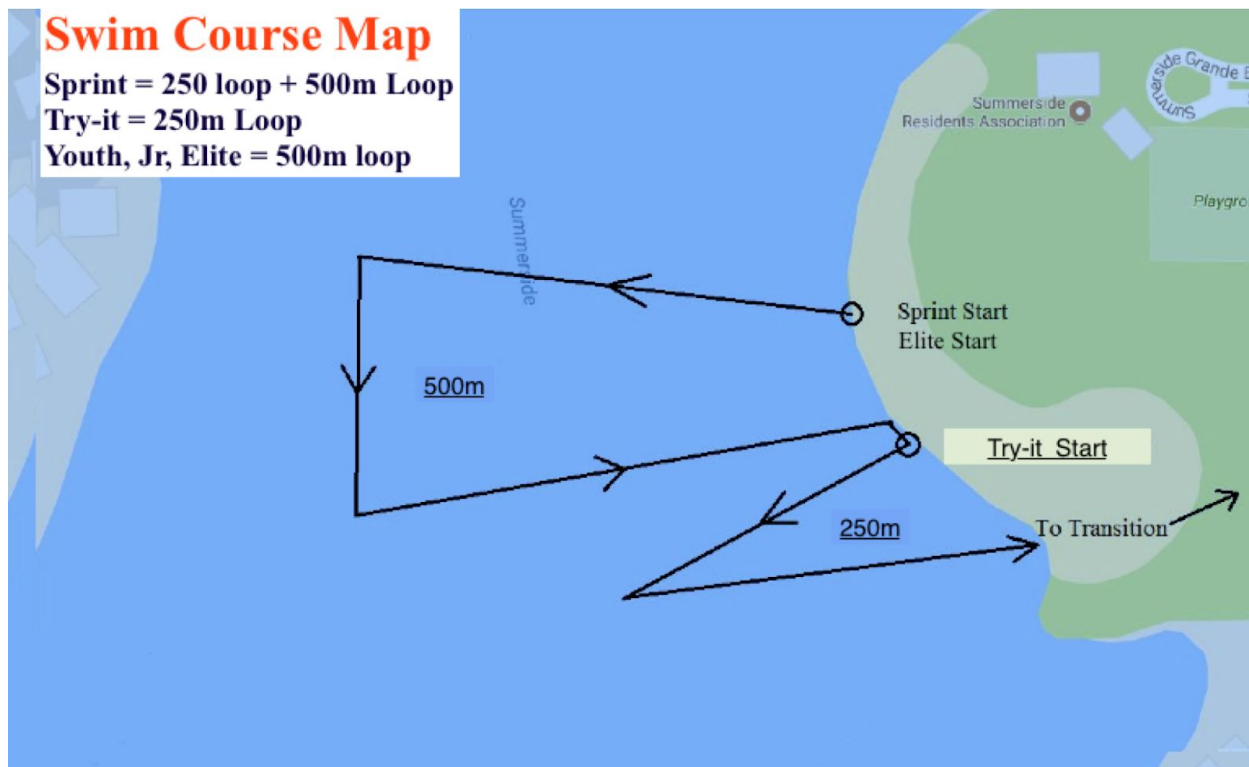 Swim Course Map
Sprint = 250 loop + 500m Loop
Try-it = 250m Loop
Youth, Jr, Elite = 500m loop
Summerside Grande B
Summerside
Residents Association
Playgro
Summerside
Sprint Start
Elite Start
500m
Try-it Start
250m
To Transition